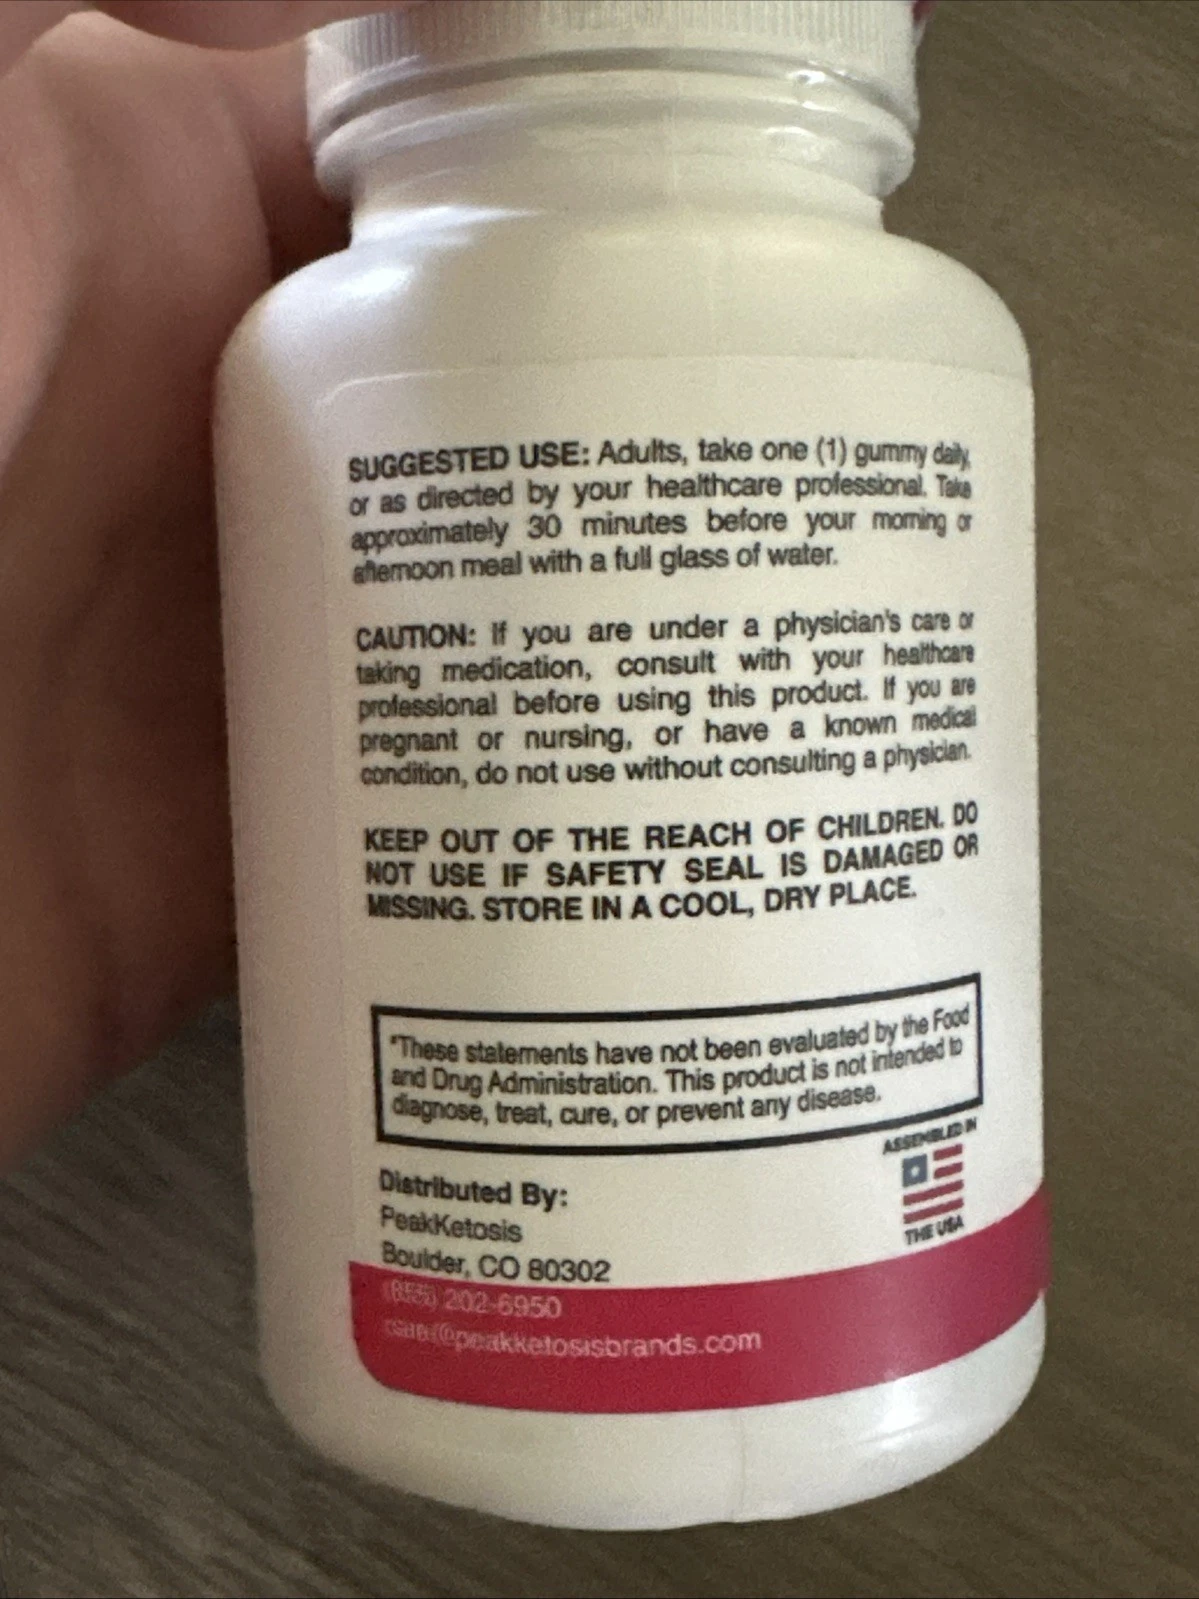 SUGGESTED USE: Adults, take one (1) gummy daily,
or as directed by your healthcare professional. Take
approximately 30 minutes before your morning or
afternoon meal with a full glass of water.
CAUTION: If you are under a physician's care or
taking medication, consult with your healthcare
professional before using this product. If you are
pregnant or nursing, or have a known medical
condition, do not use without consulting a physician.
KEEP OUT OF THE REACH OF CHILDREN. DO
NOT USE IF SAFETY SEAL IS DAMAGED OR
MISSING. STORE IN A COOL, DRY PLACE.
*These statements have not been evaluated by the Food
and Drug Administration. This product is not intended to
diagnose, treat, cure, or prevent any disease.
ASSEMBLED IN
THE USA
Distributed By:
PeakKetosis
Boulder, CO 80302
202-6950
@peakketosisbrands.com